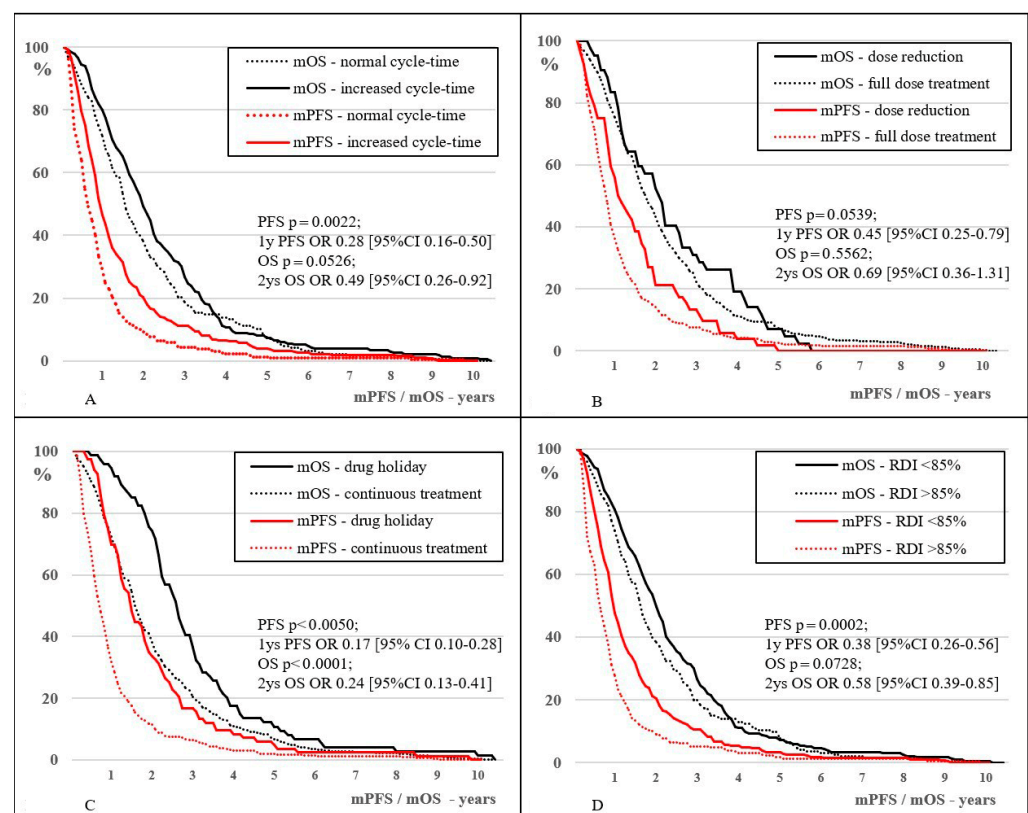 100
%
80
60
40
20
0
mOS - normal cycle-time
mOS - increased cycle-time
mPFS - normal cycle-time
mPFS - increased cycle-time
PFS p = 0.0022;
1y PFS OR 0.28 [95%CI 0.16-0.50]
OS p = 0.0526;
2ys OS OR 0.49 [95%CI 0.26-0.92]
1 2 3 4 5 6 7 8 9 10
A
mPFS / mOS - years
100
%
80
60
40
20
0
mOS - dose reduction
mOS - full dose treatment
mPFS - dose reduction
mPFS - full dose treatment
PFS p = 0.0539;
1y PFS OR 0.45 [95%CI 0.25-0.79]
OS p = 0.5562;
2ys OS OR 0.69 [95%CI 0.36-1.31]
1 2 3 4 5 6 7 8 9 10
B
mPFS / mOS - years
100
%
80
60
40
20
0
mOS - drug holiday
mOS - continuous treatment
mPFS - drug holiday
mPFS - continuous treatment
PFS p< 0.0050;
1ys PFS OR 0.17 [95% CI 0.10-0.28]
OS p< 0.0001;
2ys OS OR 0.24 [95%CI 0.13-0.41]
1 2 3 4 5 6 7 8 9 10
C
mPFS / mOS - years
100
%
80
60
40
20
0
mOS - RDI <85%
mOS - RDI >85%
mPFS - RDI <85%
mPFS - RDI >85%
PFS p = 0.0002;
1y PFS OR 0.38 [95%CI 0.26-0.56]
OS p = 0.0728;
2ys OS OR 0.58 [95%CI 0.39-0.85]
1 2 3 4 5 6 7 8 9 10
D
mPFS / mOS - years